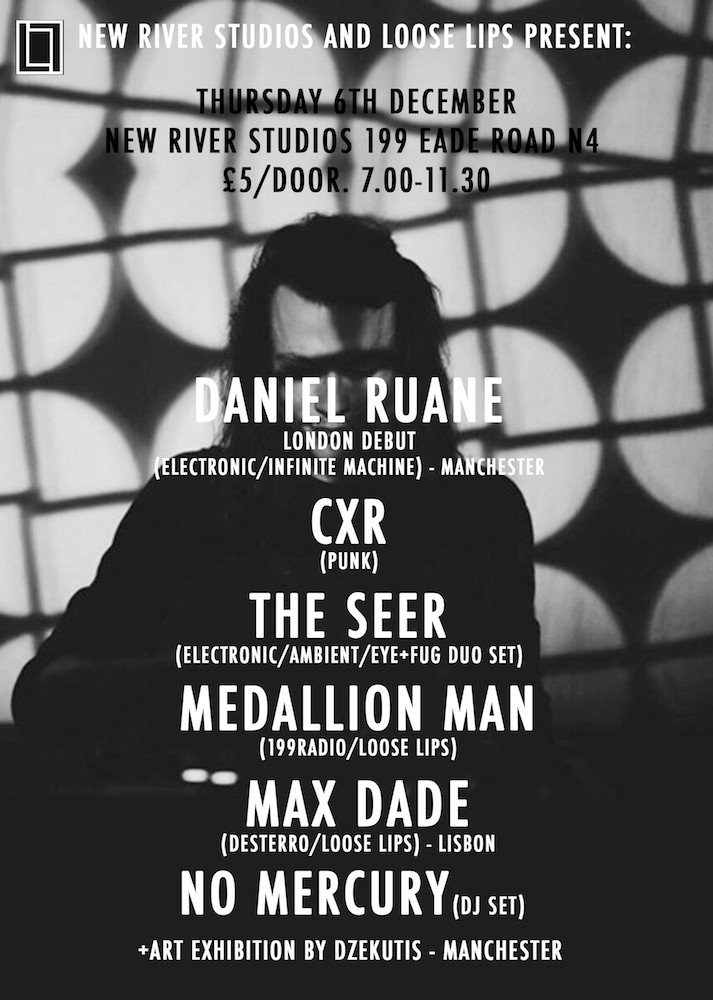 NEW RIVER STUDIOS AND LOOSE LIPS PRESENT:
THURSDAY 6TH DECEMBER
NEW RIVER STUDIOS 199 EADE ROAD N4
£5/DOOR. 7.00-11.30
DANIEL RUANE
LONDON DEBUT
(ELECTRONIC/INFINITE MACHINE) - MANCHESTER
CXR
(PUNK)
THE SEER
(ELECTRONIC/AMBIENT/EYE+FUG DUO SET)
MEDALLION MAN
(199RADIO/LOOSE LIPS)
MAX DADE
(DESTERRO/LOOSE LIPS) - LISBON
NO MERCURY (DJ SET)
+ART EXHIBITION BY DZEKUTIS - MANCHESTER